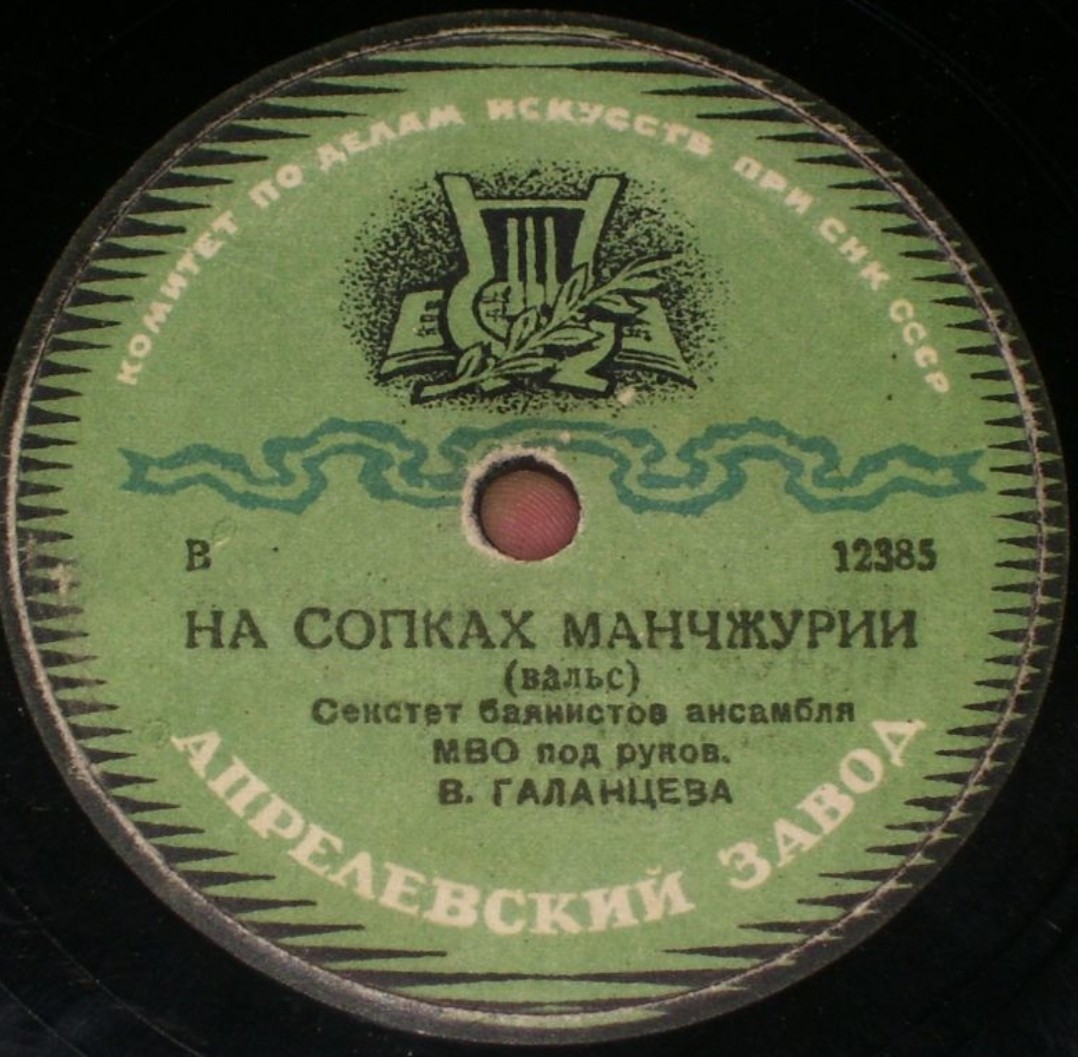 КОМИТЕТ ПО ДЕЛАМ ИСКУССТВ ПРИ СНК СССР
В 12385
НА СОПКАХ МАНЧЖУРИИ
(вальс)
Секстет баянистов ансамбля
МВО под руков.
В. ГАЛАНЦЕВА
АПРЕЛЕВСКИЙ ЗАВОД